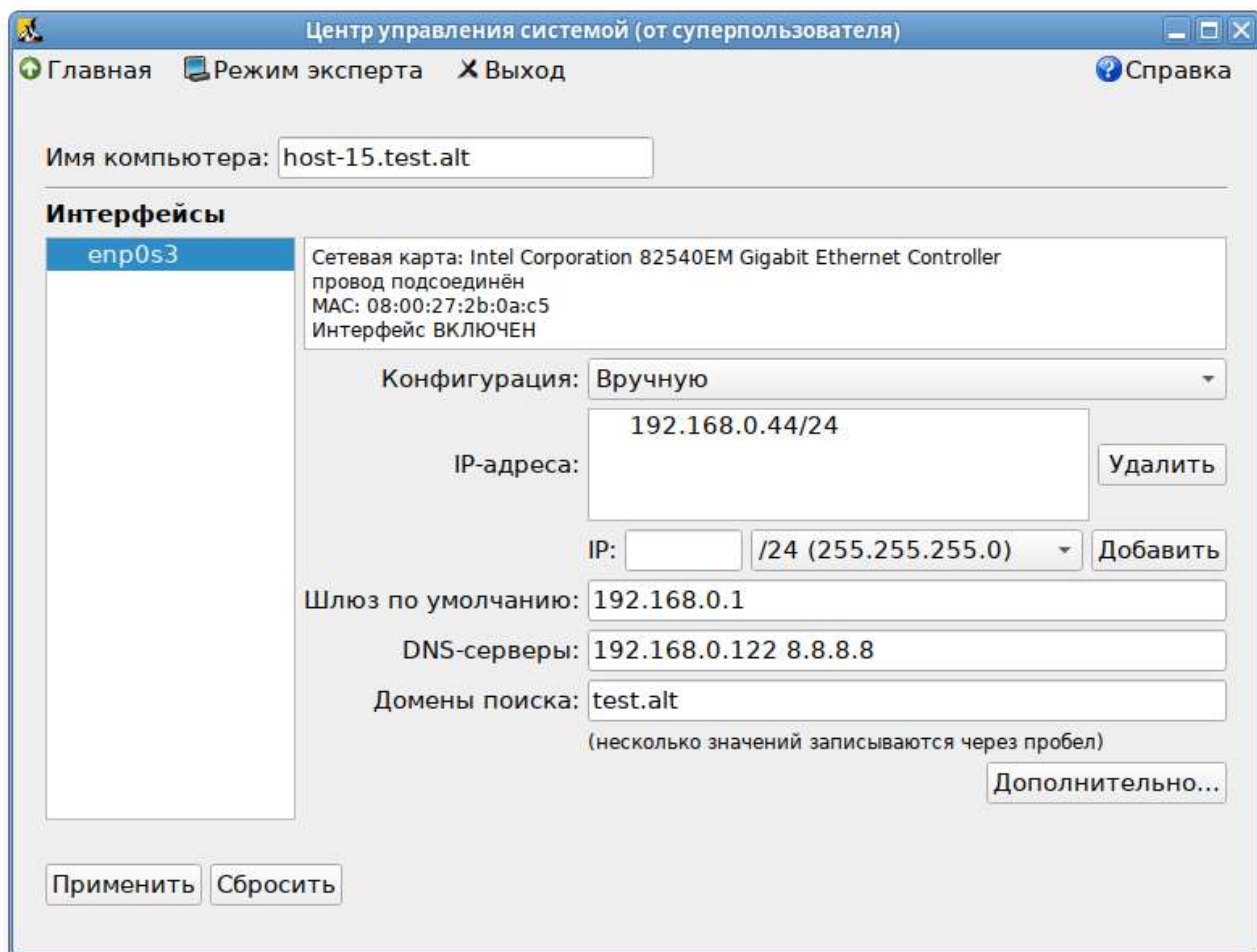 Центр управления системой (от суперпользователя)
Главная Режим эксперта Выход Справка
Имя компьютера: host-15.test.alt
Интерфейсы
enp0s3
Сетевая карта: Intel Corporation 82540EM Gigabit Ethernet Controller
провод подсоединён
MAC: 08:00:27:2b:0a:c5
Интерфейс ВКЛЮЧЕН
Конфигурация: Вручную
192.168.0.44/24
IP-адреса: Удалить
IP: /24 (255.255.255.0) Добавить
Шлюз по умолчанию: 192.168.0.1
DNS-серверы: 192.168.0.122 8.8.8.8
Домены поиска: test.alt
(несколько значений записываются через пробел)
Дополнительно...
Применить Сбросить